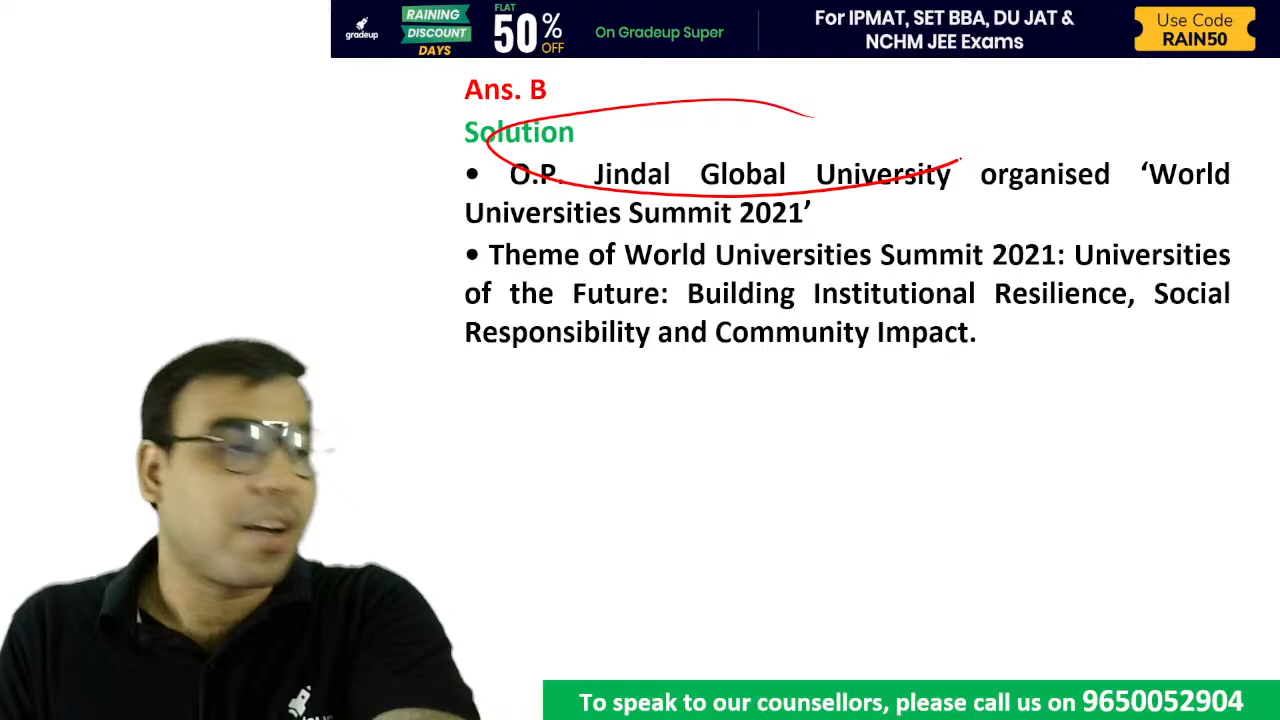 gradeup
RAINING
DISCOUNT
DAYS
FLAT
50%
OFF
On Gradeup Super
For IPMAT, SET BBA, DU JAT &
NCHM JEE Exams
Use Code
RAIN50
Ans. B
Solution
• O.P. Jindal Global University organised ‘World
Universities Summit 2021’
• Theme of World Universities Summit 2021: Universities
of the Future: Building Institutional Resilience, Social
Responsibility and Community Impact.
To speak to our counsellors, please call us on 9650052904